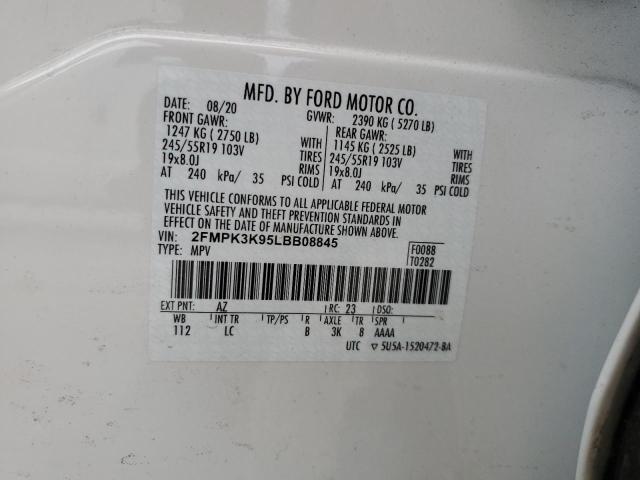 MFD. BY FORD MOTOR CO.
DATE: 08/20 GVWR: 2390 KG ( 5270 LB)
FRONT GAWR: REAR GAWR:
1247 KG ( 2750 LB) WITH 1145 KG ( 2525 LB) WITH
245/55R19 103V TIRES 245/55R19 103V TIRES
19x8.0J RIMS 19x8.0J RIMS
AT 240 kPa/ 35 PSI COLD AT 240 kPa/ 35 PSI COLD
THIS VEHICLE CONFORMS TO ALL APPLICABLE FEDERAL MOTOR
VEHICLE SAFETY AND THEFT PREVENTION STANDARDS IN
EFFECT ON THE DATE OF MANUFACTURE SHOWN ABOVE.
VIN: 2FMPK3K95LBB08845 F0088
TYPE: MPV T0282
EXT PNT: AZ RC: 23 DSO:
WB INT TR TP/PS R AXLE TR SPR
112 LC B 3K 8 AAAA
UTC ▽ 5U5A-1520472-BA